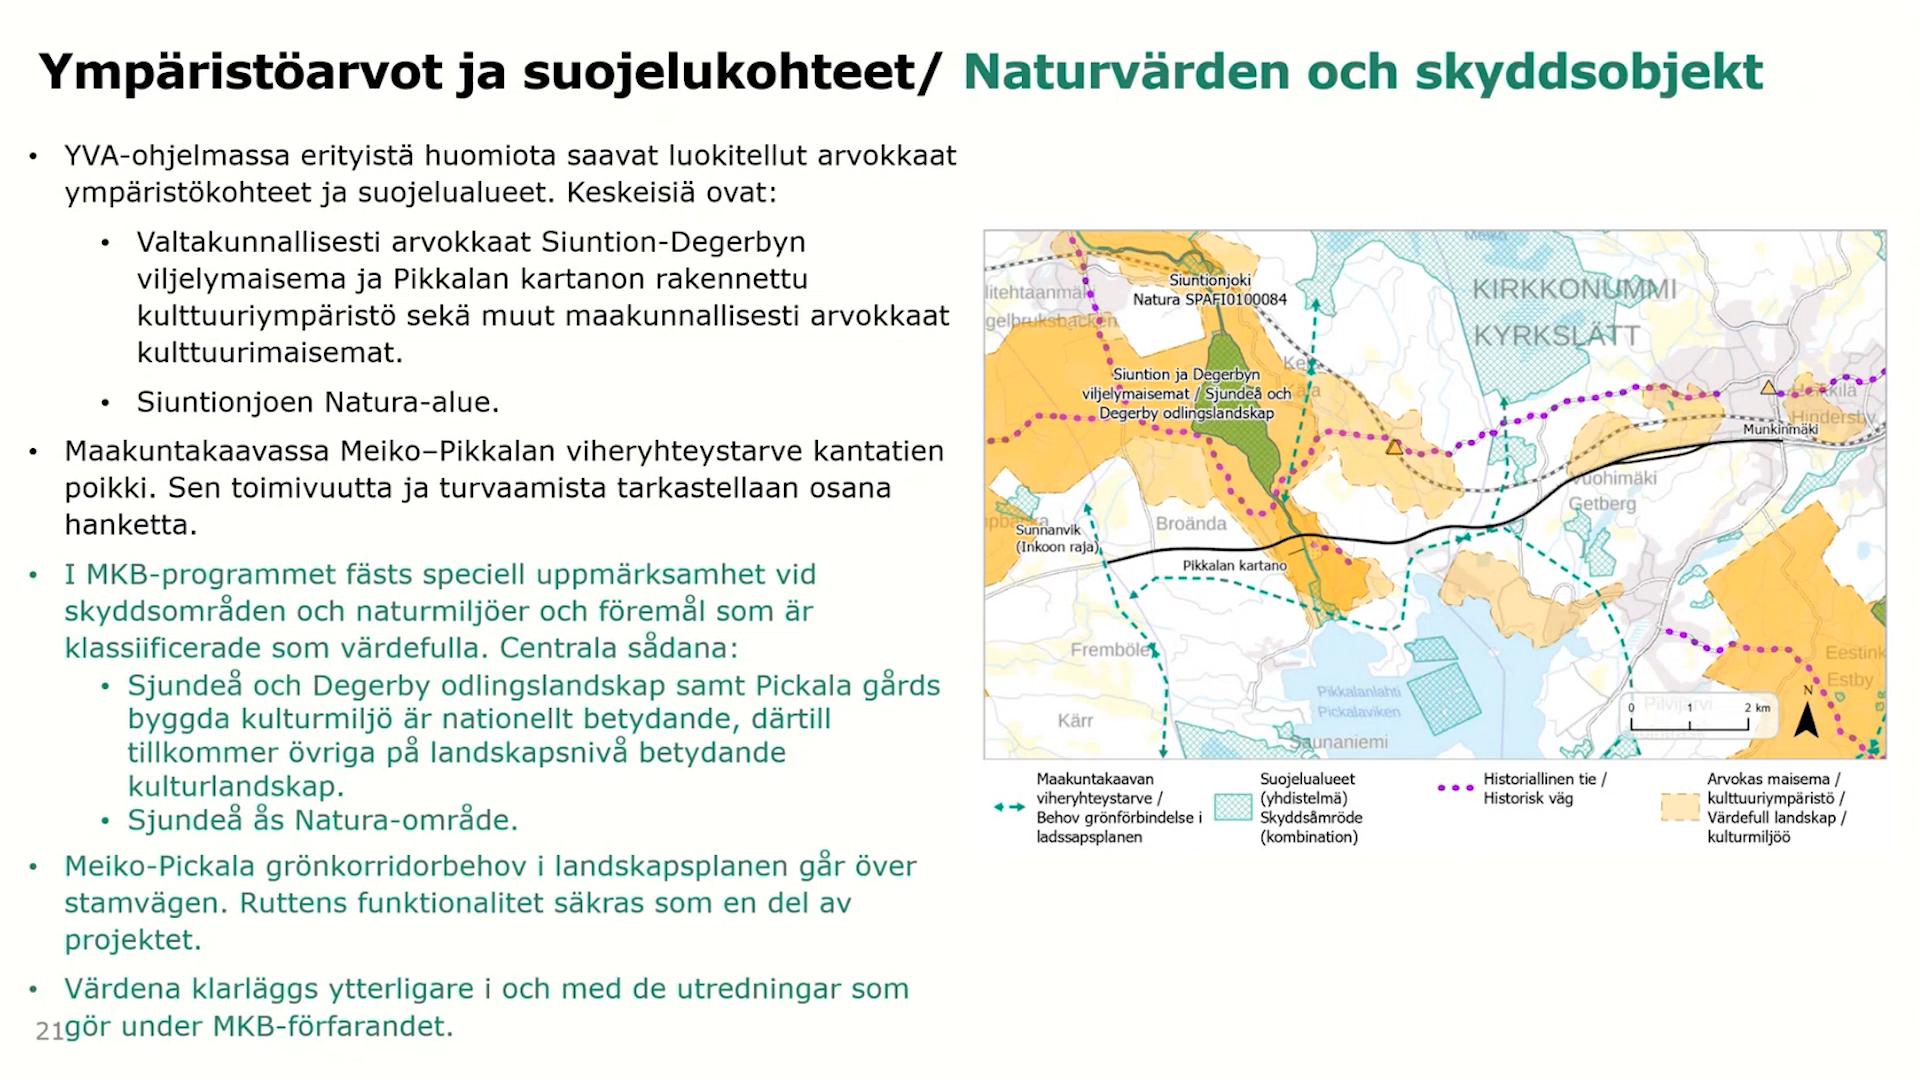 Ympäristöarvot ja suojelukohteet/ Naturvärden och skyddsobjekt
• YVA-ohjelmassa erityistä huomiota saavat luokitellut arvokkaat
ympäristökohteet ja suojelualueet. Keskeisiä ovat:
• Valtakunnallisesti arvokkaat Siuntion-Degerbyn
viljelymaisema ja Pikkalan kartanon rakennettu
kulttuuriympäristö sekä muut maakunnallisesti arvokkaat
kulttuurimaisemat.
• Siuntionjoen Natura-alue.
• Maakuntakaavassa Meiko–Pikkalan viheryhteystarve kantatien
poikki. Sen toimivuutta ja turvaamista tarkastellaan osana
hanketta.
• I MKB-programmet fästs speciell uppmärksamhet vid
skyddsområden och naturmiljöer och föremål som är
klassiificerade som värdefulla. Centrala sådana:
• Sjundeå och Degerby odlingslandskap samt Pickala gårds
byggda kulturmiljö är nationellt betydande, därtill
tillkommer övriga på landskapsnivå betydande
kulturlandskap.
• Sjundeå ås Natura-område.
• Meiko-Pickala grönkorridorbehov i landskapsplanen går över
stamvägen. Ruttens funktionalitet säkras som en del av
projektet.
• Värdena klarläggs ytterligare i och med de utredningar som
gör under MKB-förfarandet.
21
Siuntionjoki
Natura SPAFI0100084
litehtaanmäki
gelbruksbacken
KIRKKONUMMI
KYRKSLÄTT
Siuntion ja Degerbyn
viljelymaisemat / Sjundeå och
Degerby odlingslandskap
Käla
Heikkilä
Hindersby
Munkinmäki
Vuohimäki
Getberg
Sunnanvik
(Inkoon raja)
Broända
Pikkalan kartano
Fremböle
Eestink
Estby
Pikkalanlahti
Pickalaviken
Kärr
Saunaniemi
Pilvijärvi
0 1 2 km
N
Maakuntakaavan
viheryhteystarve /
Behov grönförbindelse i
ladssapsplanen
Suojelualueet
(yhdistelmä)
Skyddsåmröde
(kombination)
Historiallinen tie /
Historisk väg
Arvokas maisema /
kulttuuriympäristö /
Värdefull landskap /
kulturmiljöö